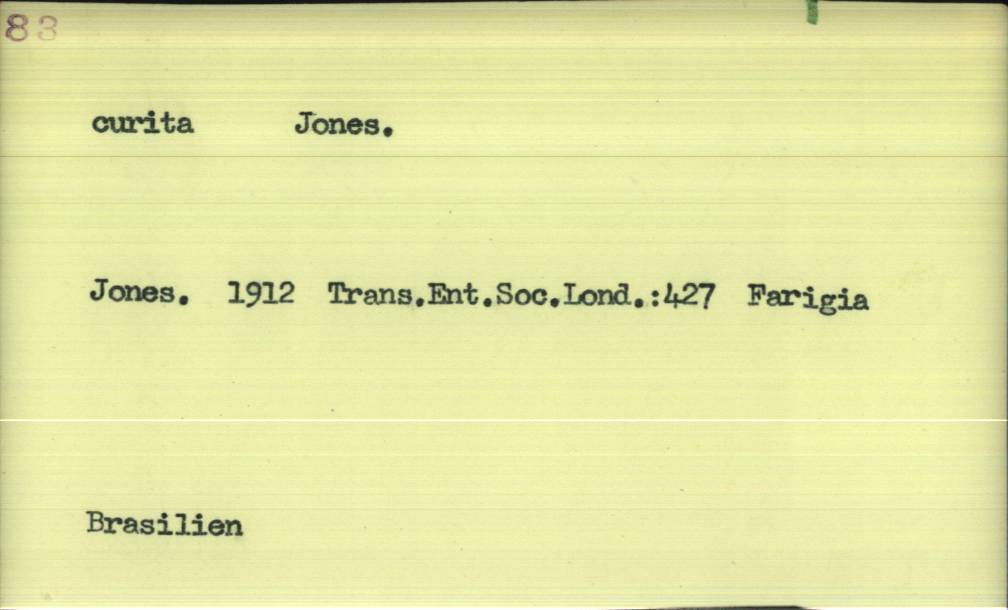 83
curita Jones.
Jones. 1912 Trans.Ent.Soc.Lond.:427 Farigia
Brasilien